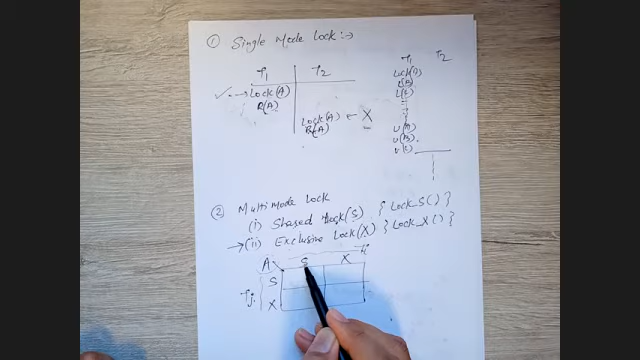 ① Single Mode Lock :→
T1 T2
Lock(A)
R(A)
Lock(A) ← X
R(A)
T1 T2
Lock(A)
L(B)
L(C)
U(A)
U(B)
U(C)
② Multimode Lock
(i) Shared Lock(S) {Lock_S()}
→(ii) Exclusive Lock(X) {Lock_X()}
A S X Ti
S
Tj
X